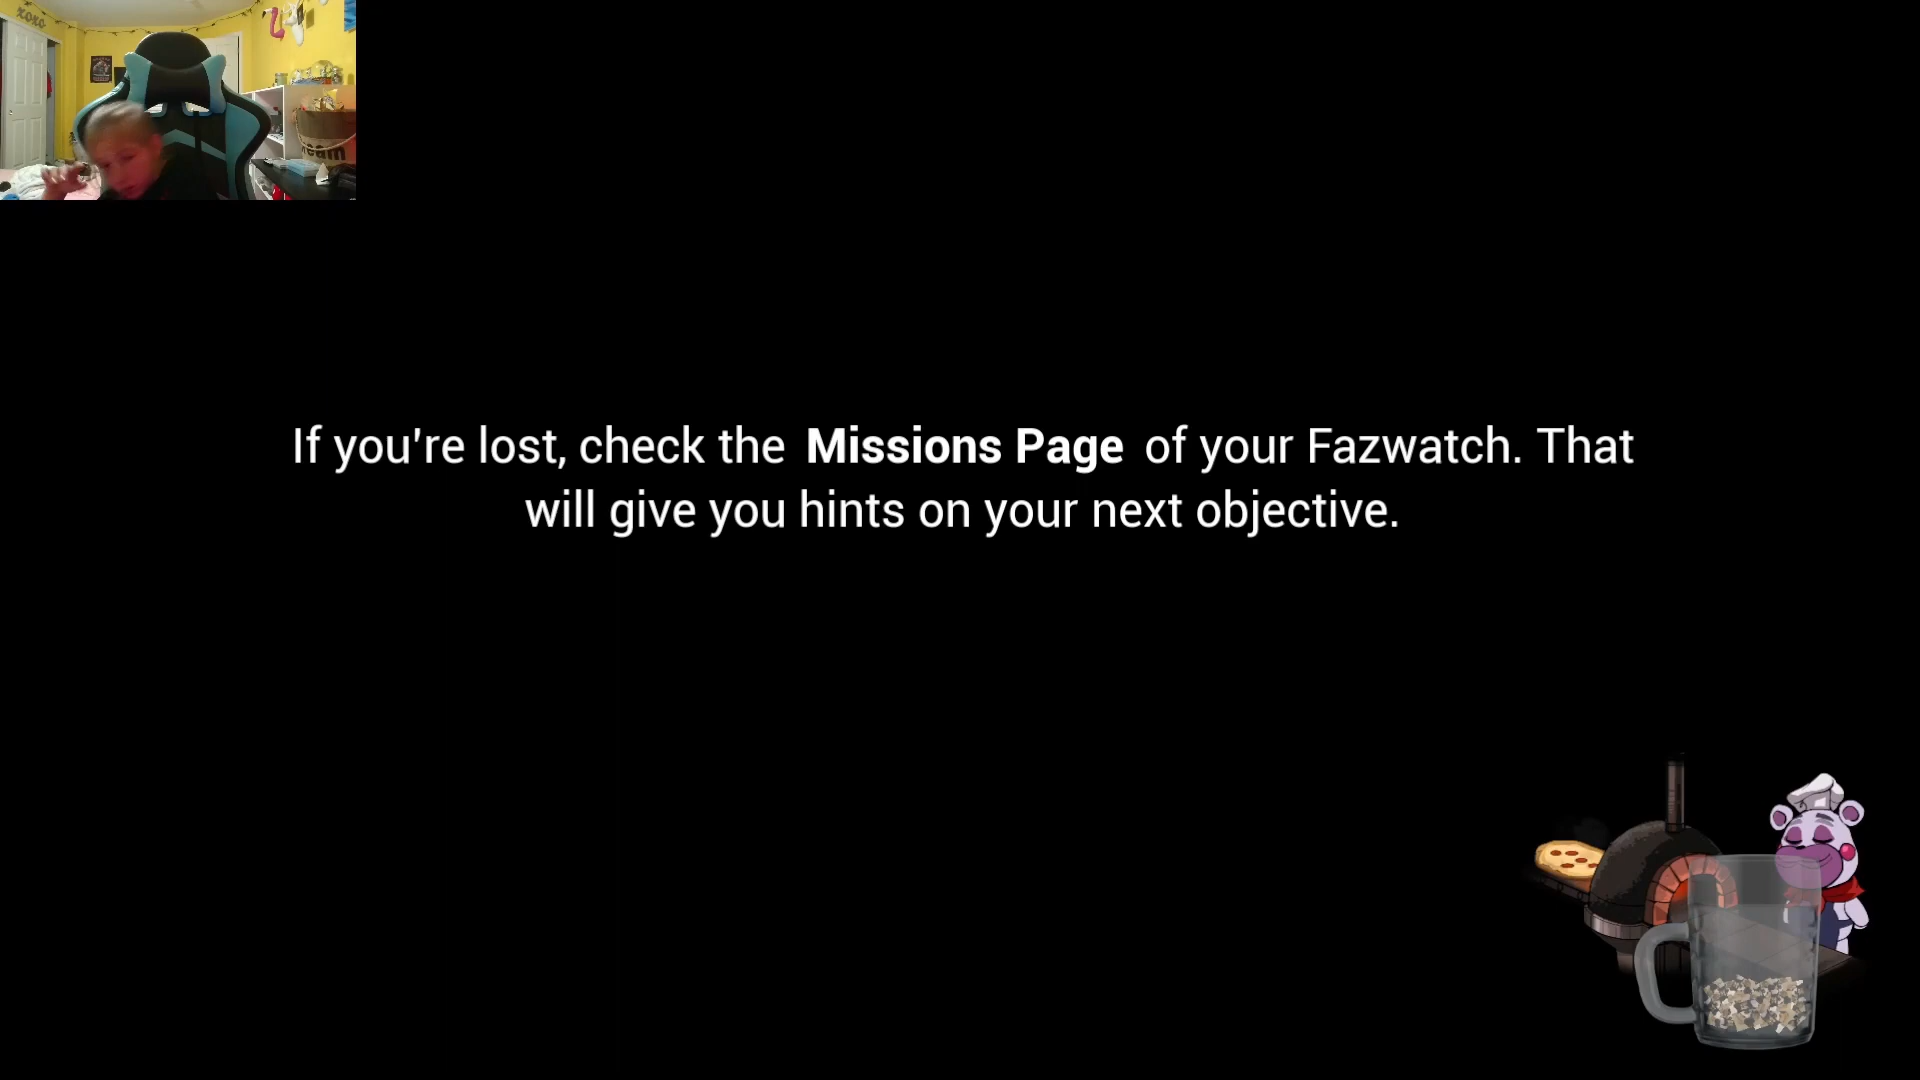 xoxo
If you're lost, check the Missions Page of your Fazwatch. That
will give you hints on your next objective.